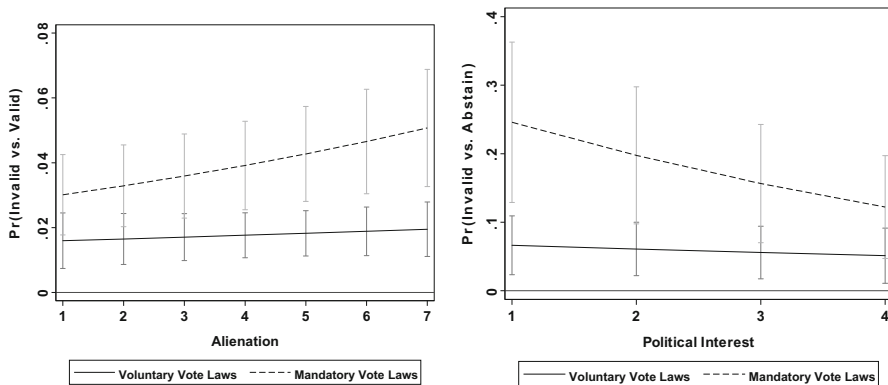 Pr(Invalid vs. Valid)
.08
.06
.04
.02
0
1 2 3 4 5 6 7
Alienation
Voluntary Vote Laws Mandatory Vote Laws
Pr(Invalid vs. Abstain)
.4
.3
.2
.1
0
1 2 3 4
Political Interest
Voluntary Vote Laws Mandatory Vote Laws